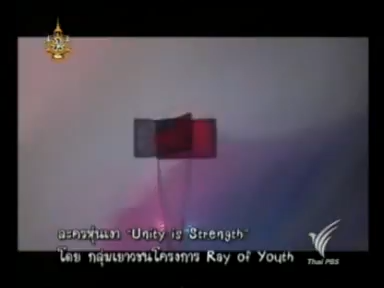 ละครหุ่นเงา "Unity is Strength"
โดย กลุ่มเยาวชนโครงการ Ray of Youth
Thai PBS